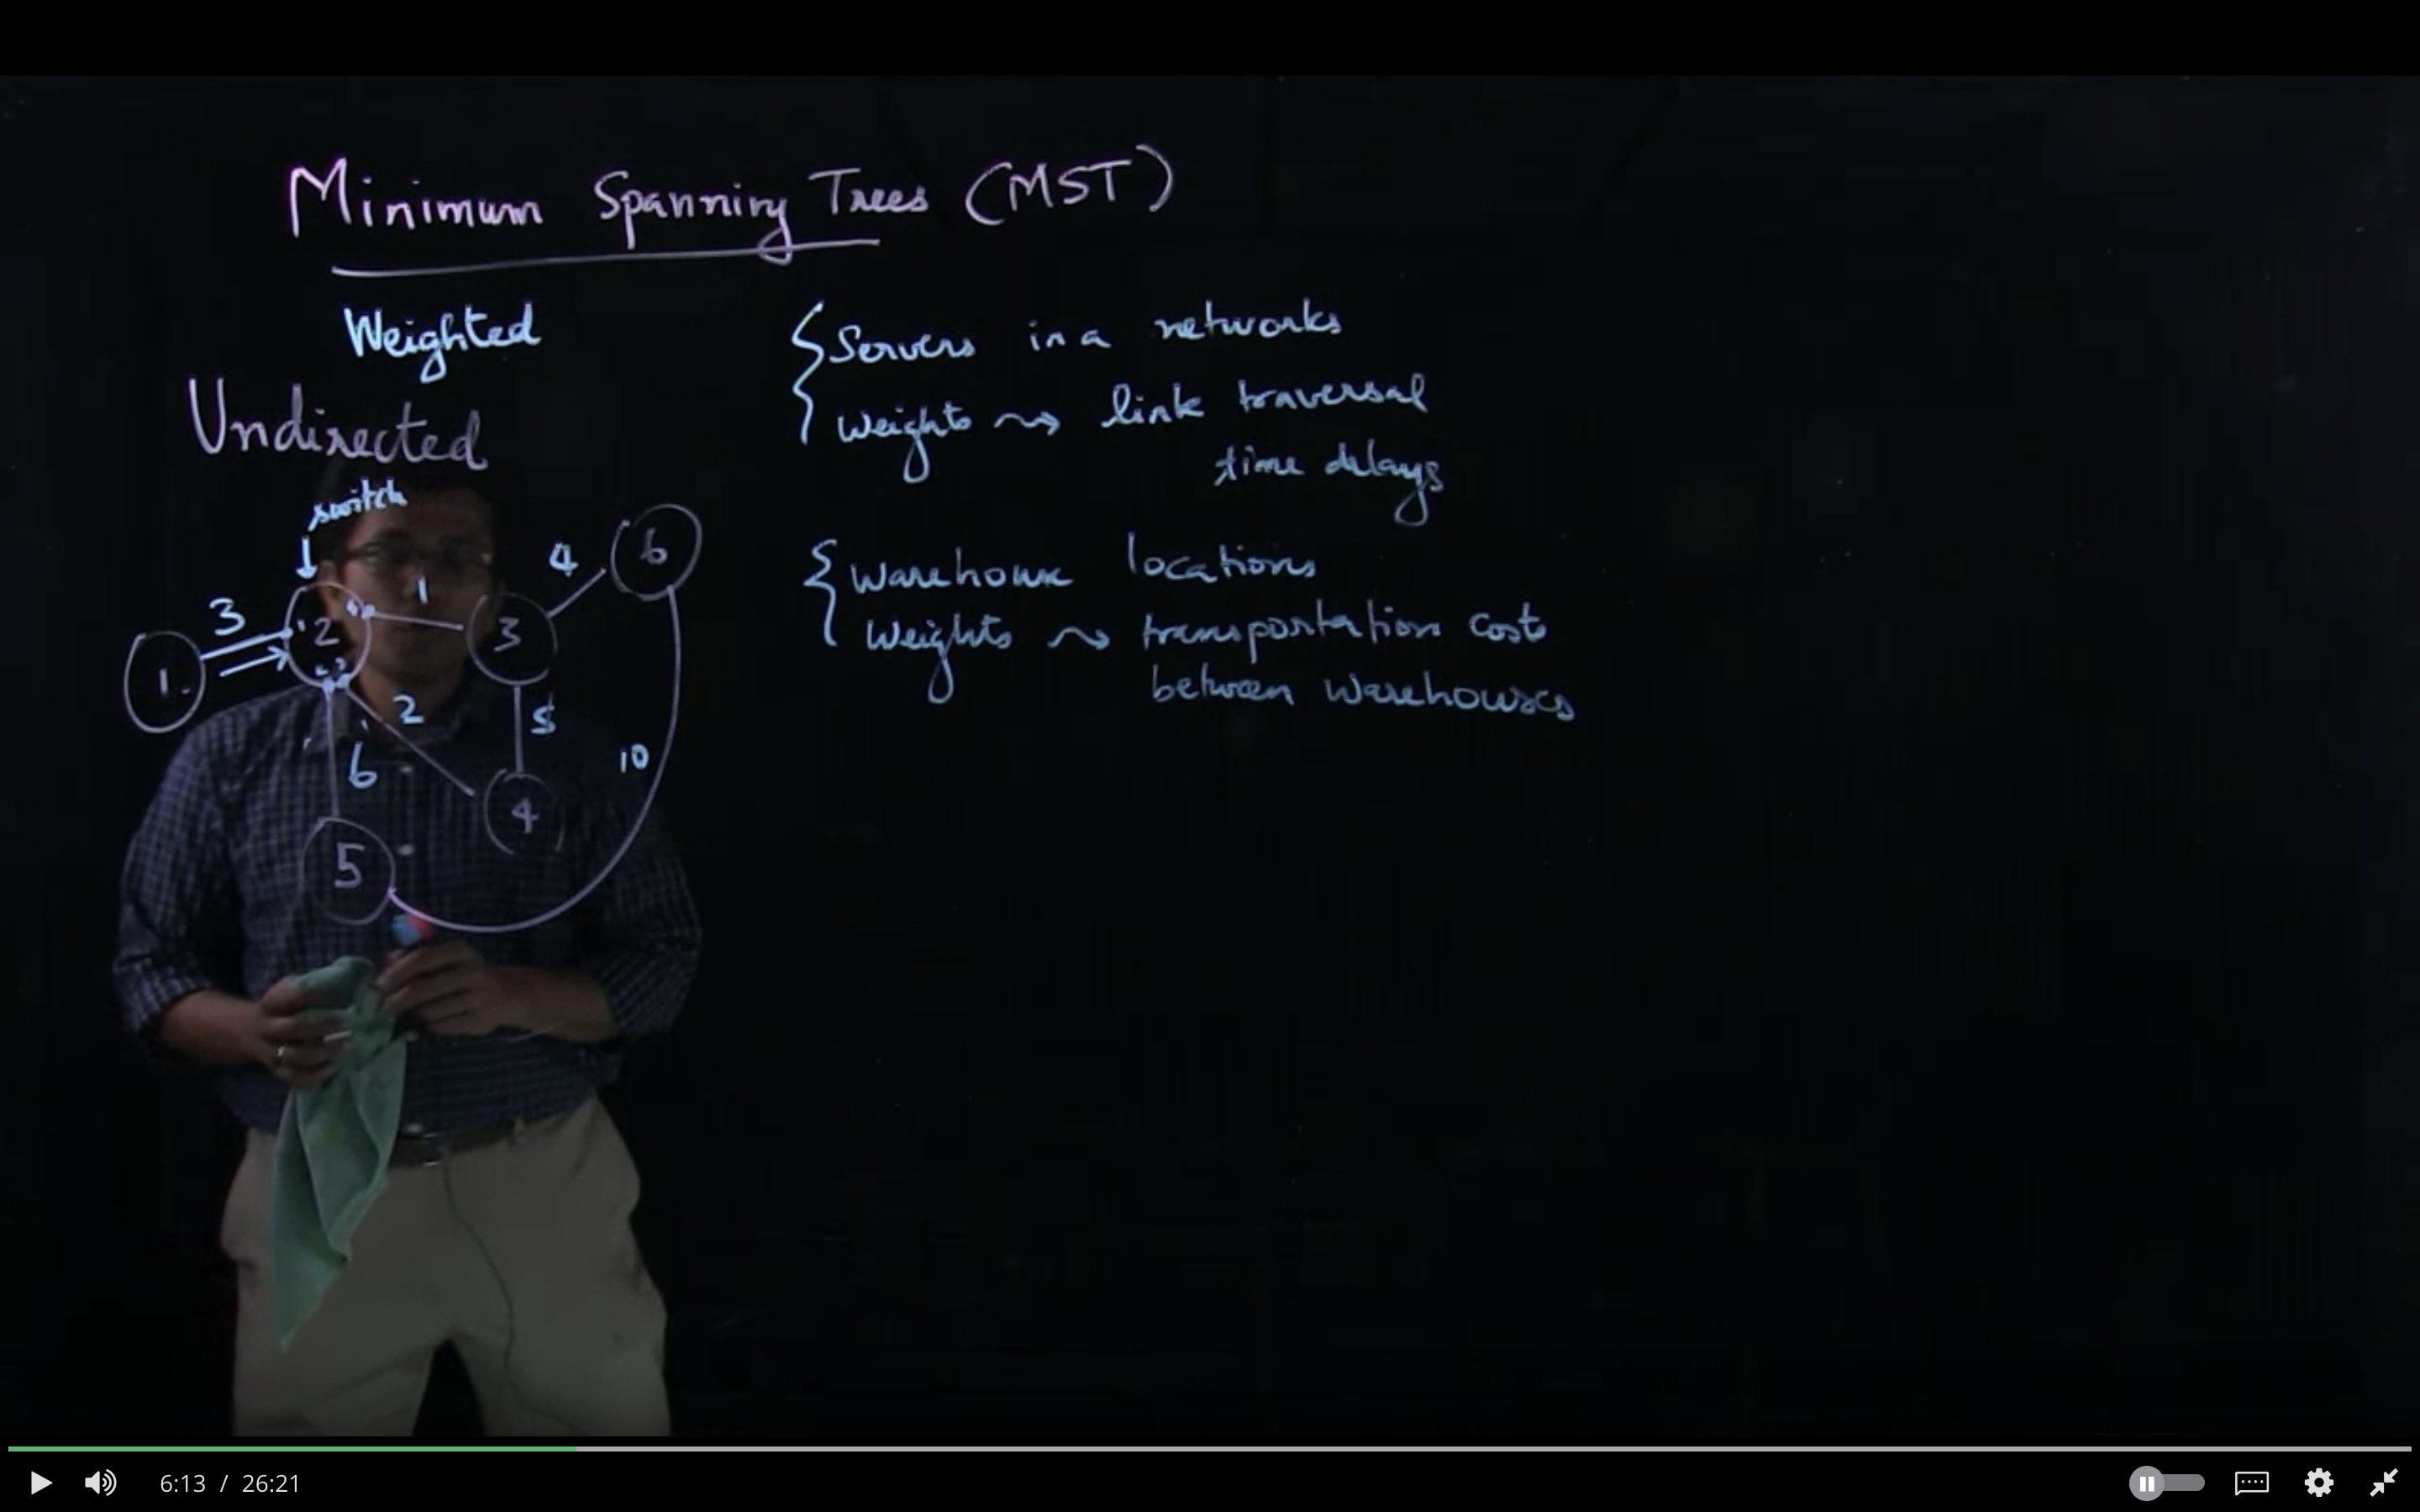 Minimum Spanning Trees (MST)
Weighted
Undirected
switch
Servers in a networks
Weights ⇝ link traversal
time delays
Warehouse locations
Weights ⇝ transportation cost
between warehouses
4
6
1
3
2
3
1.
2
5
10
6
4
5
6:13 / 26:21